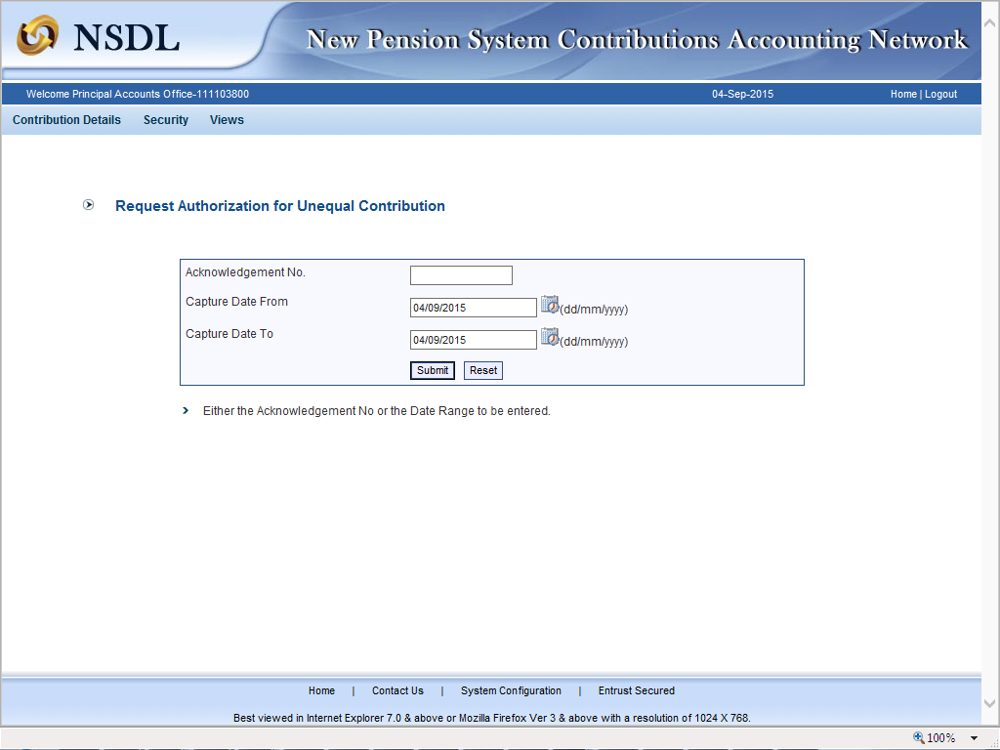 NSDL
New Pension System Contributions Accounting Network
Welcome Principal Accounts Office-111103800 04-Sep-2015 Home | Logout
Contribution Details Security Views
Request Authorization for Unequal Contribution
Acknowledgement No.
Capture Date From 04/09/2015 (dd/mm/yyyy)
Capture Date To 04/09/2015 (dd/mm/yyyy)
Submit Reset
Either the Acknowledgement No or the Date Range to be entered.
Home | Contact Us | System Configuration | Entrust Secured
Best viewed in Internet Explorer 7.0 & above or Mozilla Firefox Ver 3 & above with a resolution of 1024 X 768.
100%